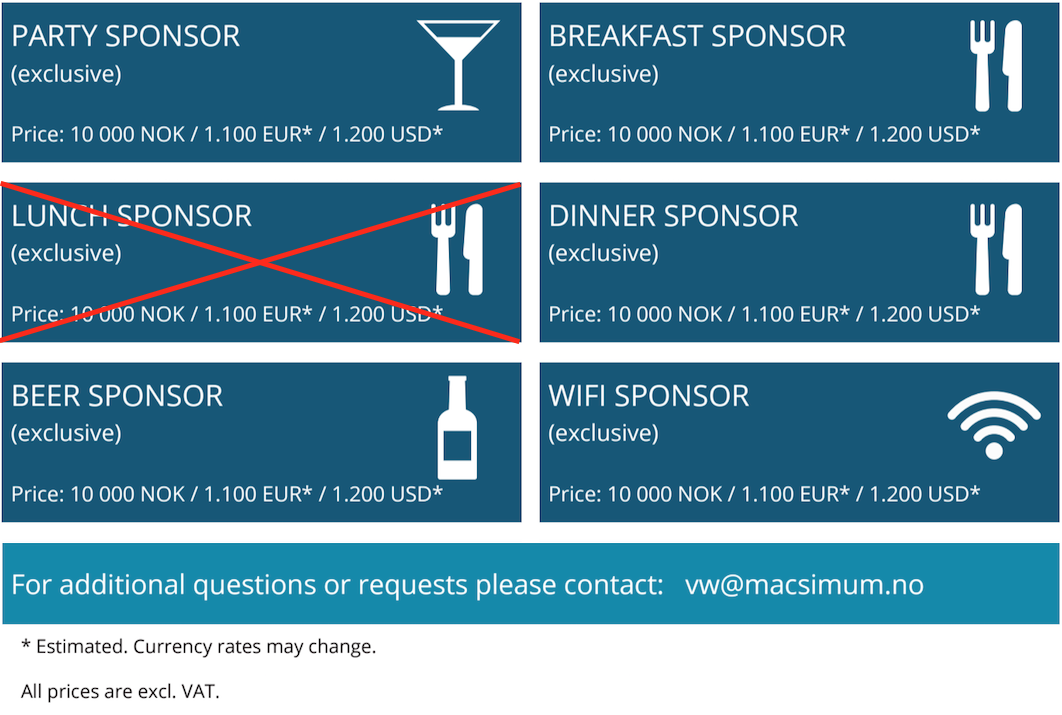 PARTY SPONSOR
(exclusive)
Price: 10 000 NOK / 1.100 EUR* / 1.200 USD*
BREAKFAST SPONSOR
(exclusive)
Price: 10 000 NOK / 1.100 EUR* / 1.200 USD*
LUNCH SPONSOR
(exclusive)
Price: 10 000 NOK / 1.100 EUR* / 1.200 USD*
DINNER SPONSOR
(exclusive)
Price: 10 000 NOK / 1.100 EUR* / 1.200 USD*
BEER SPONSOR
(exclusive)
Price: 10 000 NOK / 1.100 EUR* / 1.200 USD*
WIFI SPONSOR
(exclusive)
Price: 10 000 NOK / 1.100 EUR* / 1.200 USD*
For additional questions or requests please contact: vw@macsimum.no
* Estimated. Currency rates may change.
All prices are excl. VAT.